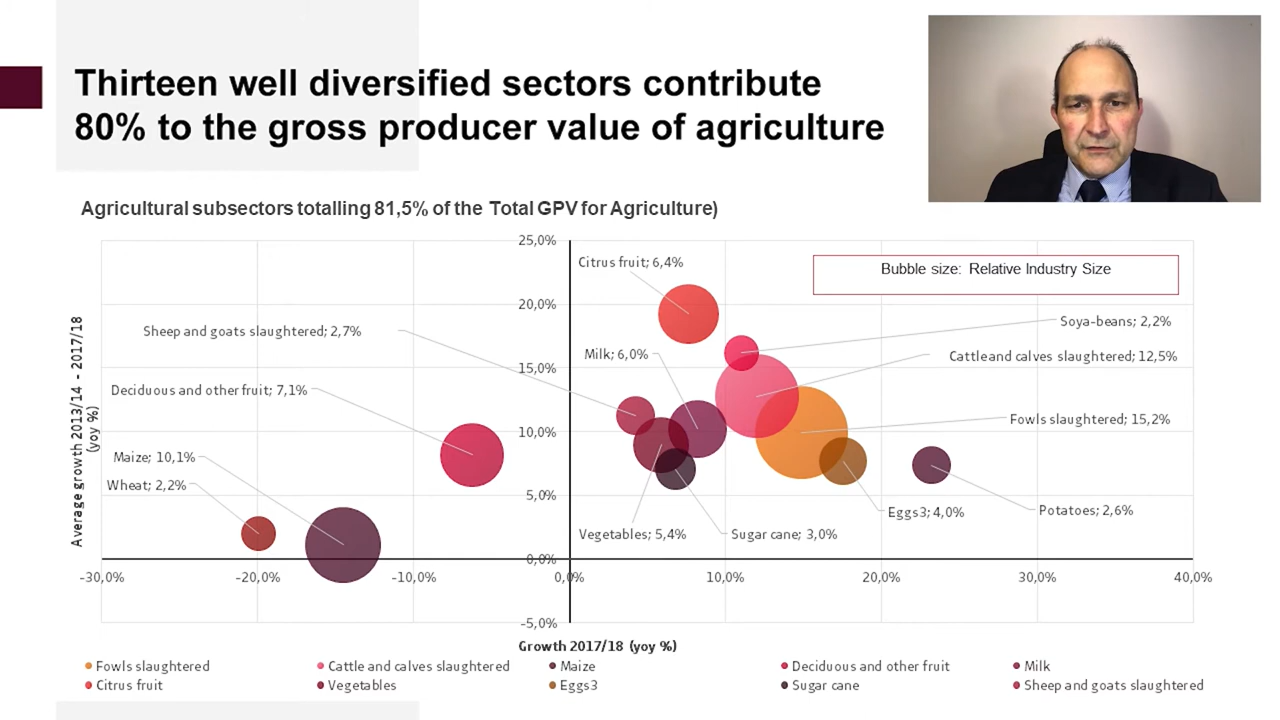 Thirteen well diversified sectors contribute
80% to the gross producer value of agriculture
Agricultural subsectors totalling 81,5% of the Total GPV for Agriculture)
25,0%
20,0%
15,0%
10,0%
5,0%
0,0%
-5,0%
Average growth 2013/14 - 2017/18
(yoy %)
Citrus fruit; 6,4%
Bubble size: Relative Industry Size
Sheep and goats slaughtered; 2,7%
Soya-beans; 2,2%
Milk; 6,0%
Cattle and calves slaughtered; 12,5%
Deciduous and other fruit; 7,1%
Fowls slaughtered; 15,2%
Maize; 10,1%
Wheat; 2,2%
Eggs3; 4,0%
Potatoes; 2,6%
Vegetables; 5,4%
Sugar cane; 3,0%
-30,0% -20,0% -10,0% 0,0% 10,0% 20,0% 30,0% 40,0%
Growth 2017/18 (yoy %)
Fowls slaughtered Cattle and calves slaughtered Maize Deciduous and other fruit Milk
Citrus fruit Vegetables Eggs3 Sugar cane Sheep and goats slaughtered